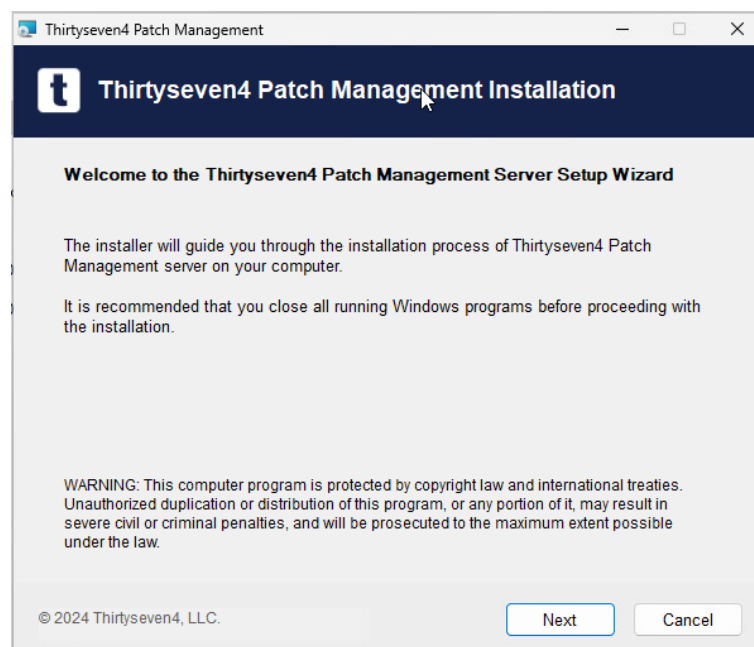 Thirtyseven4 Patch Management
t Thirtyseven4 Patch Management Installation
Welcome to the Thirtyseven4 Patch Management Server Setup Wizard
The installer will guide you through the installation process of Thirtyseven4 Patch
Management server on your computer.
It is recommended that you close all running Windows programs before proceeding with
the installation.
WARNING: This computer program is protected by copyright law and international treaties.
Unauthorized duplication or distribution of this program, or any portion of it, may result in
severe civil or criminal penalties, and will be prosecuted to the maximum extent possible
under the law.
© 2024 Thirtyseven4, LLC.
Next
Cancel